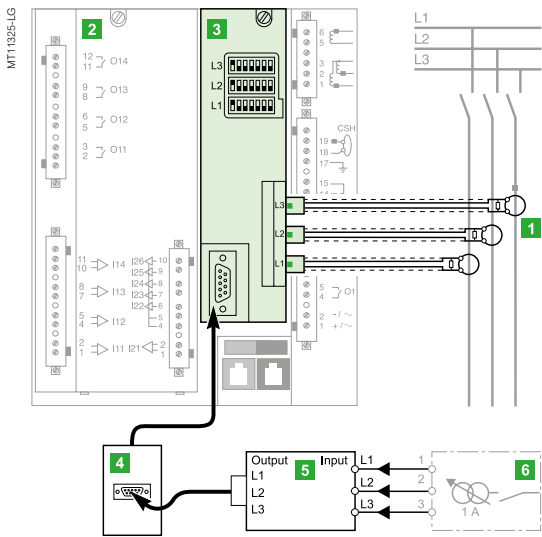 MT11325-LG
2
12
11
O14
9
8
O13
6
5
O12
3
2
O11
3
L3
L2
L1
6
5
3
2
1
CSH
19
18
17
15
14
L1
L2
L3
L3
L2
L1
1
11
10
I14
8
7
I13
5
4
I12
2
1
I11
I26
10
I25
9
I24
8
I23
7
I22
6
5
4
I21
2
1
5
4
O1
2
1
-/~
+/~
4
Output
5
Input
L1
L2
L3
L1
L2
L3
1
2
3
6
1 A